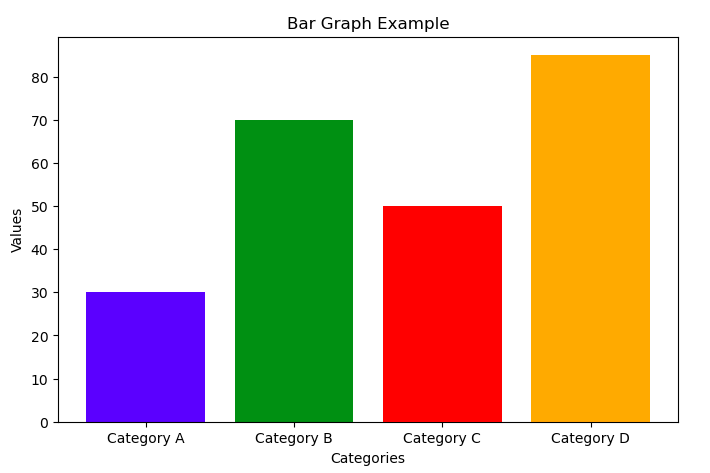 Bar Graph Example
Values
80
70
60
50
40
30
20
10
0
Category A
Category B
Category C
Category D
Categories